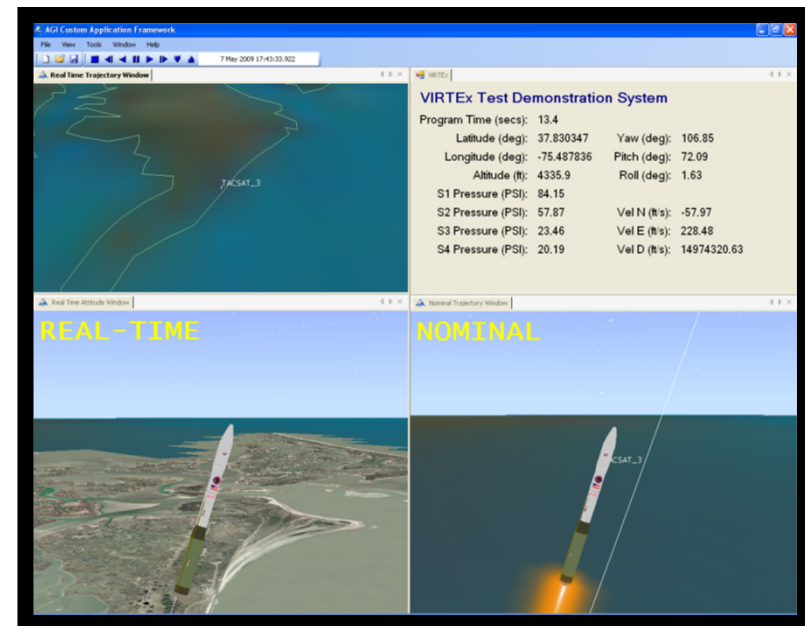 AGI Custom Application Framework
File View Tools Window Help
7 May 2009 17:43:33.922
Real Time Trajectory Window
TACSAT_3
VIRTEx
VIRTEx Test Demonstration System
Program Time (secs): 13.4
Latitude (deg): 37.830347 Yaw (deg): 106.85
Longitude (deg): -75.487836 Pitch (deg): 72.09
Altitude (ft): 4335.9 Roll (deg): 1.63
S1 Pressure (PSI): 84.15
S2 Pressure (PSI): 57.87 Vel N (ft/s): -57.97
S3 Pressure (PSI): 23.46 Vel E (ft/s): 228.48
S4 Pressure (PSI): 20.19 Vel D (ft/s): 14974320.63
Real Time Attitude Window
REAL-TIME
Nominal Trajectory Window
NOMINAL
CSAT_3